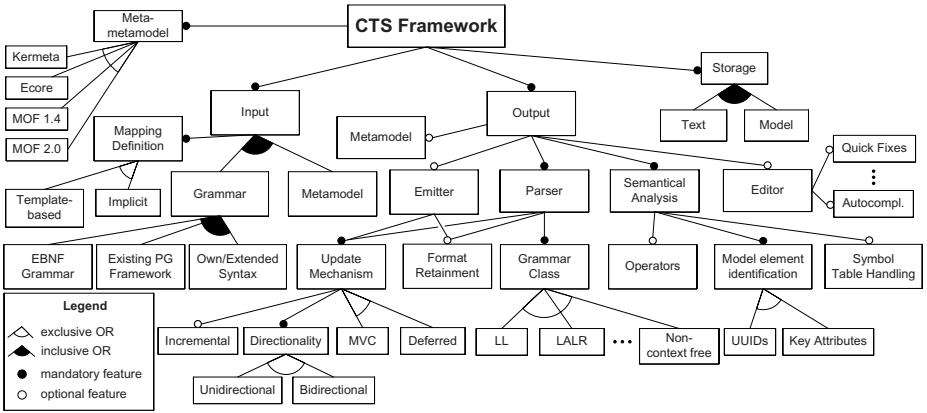 CTS Framework
Meta-
metamodel
Kermeta
Ecore
MOF 1.4
MOF 2.0
Storage
Text
Model
Input
Output
Mapping
Definition
Metamodel
Template-
based
Implicit
Grammar
Metamodel
Emitter
Parser
Semantical
Analysis
Editor
Quick Fixes
Autocompl.
EBNF
Grammar
Existing PG
Framework
Own/Extended
Syntax
Update
Mechanism
Format
Retainment
Grammar
Class
Operators
Model element
identification
Symbol
Table Handling
Incremental
Directionality
MVC
Deferred
LL
LALR
Non-
context free
UUIDs
Key Attributes
Unidirectional
Bidirectional
Legend
exclusive OR
inclusive OR
mandatory feature
optional feature